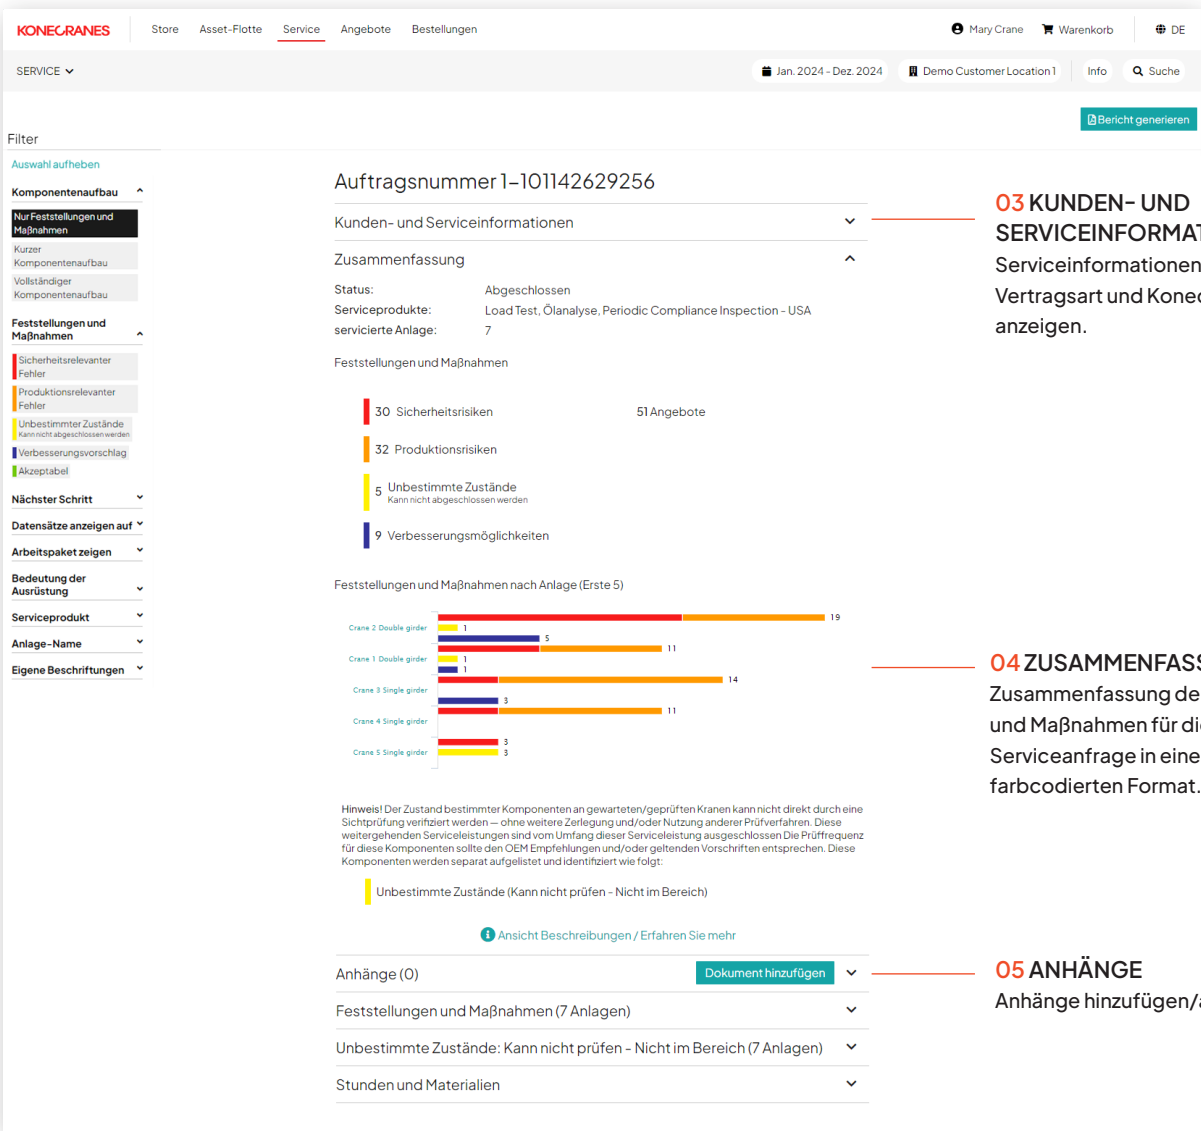 KONECRANES
Store Asset-Flotte Service Angebote Bestellungen
Mary Crane Warenkorb DE
SERVICE
Jan. 2024 - Dez. 2024 Demo Customer Location 1 Info Suche
Bericht generieren
Filter
Auswahl aufheben
Komponentenaufbau
Nur Feststellungen und
Maßnahmen
Kurzer
Komponentenaufbau
Vollständiger
Komponentenaufbau
Feststellungen und
Maßnahmen
Sicherheitsrelevanter
Fehler
Produktionsrelevanter
Fehler
Unbestimmter Zustände
Kann nicht abgeschlossen werden
Verbesserungsvorschlag
Akzeptabel
Nächster Schritt
Datensätze anzeigen auf
Arbeitspaket zeigen
Bedeutung der
Ausrüstung
Serviceprodukt
Anlage-Name
Eigene Beschriftungen
Auftragsnummer 1-101142629256
Kunden- und Serviceinformationen
Zusammenfassung
Status: Abgeschlossen
Serviceprodukte: Load Test, Ölanalyse, Periodic Compliance Inspection - USA
servicierte Anlage: 7
Feststellungen und Maßnahmen
30 Sicherheitsrisiken 51 Angebote
32 Produktionsrisiken
5 Unbestimmte Zustände
Kann nicht abgeschlossen werden
9 Verbesserungsmöglichkeiten
Feststellungen und Maßnahmen nach Anlage (Erste 5)
19
Crane 2 Double girder 1
5
11
Crane 1 Double girder 1
1
14
Crane 3 Single girder
3
11
Crane 4 Single girder
3
Crane 5 Single girder 3
Hinweis! Der Zustand bestimmter Komponenten an gewarteten/geprüften Kranen kann nicht direkt durch eine
Sichtprüfung verifiziert werden — ohne weitere Zerlegung und/oder Nutzung anderer Prüfverfahren. Diese
weitergehenden Serviceleistungen sind vom Umfang dieser Serviceleistung ausgeschlossen Die Prüffrequenz
für diese Komponenten sollte den OEM Empfehlungen und/oder geltenden Vorschriften entsprechen. Diese
Komponenten werden separat aufgelistet und identifiziert wie folgt:
Unbestimmte Zustände (Kann nicht prüfen - Nicht im Bereich)
Ansicht Beschreibungen / Erfahren Sie mehr
Anhänge (0) Dokument hinzufügen
Feststellungen und Maßnahmen (7 Anlagen)
Unbestimmte Zustände: Kann nicht prüfen - Nicht im Bereich (7 Anlagen)
Stunden und Materialien
03 KUNDEN- UND
SERVICEINFORMAT
Serviceinformationen
Vertragsart und Konec
anzeigen.
04 ZUSAMMENFASS
Zusammenfassung de
und Maßnahmen für die
Serviceanfrage in eine
farbcodierten Format.
05 ANHÄNGE
Anhänge hinzufügen/a